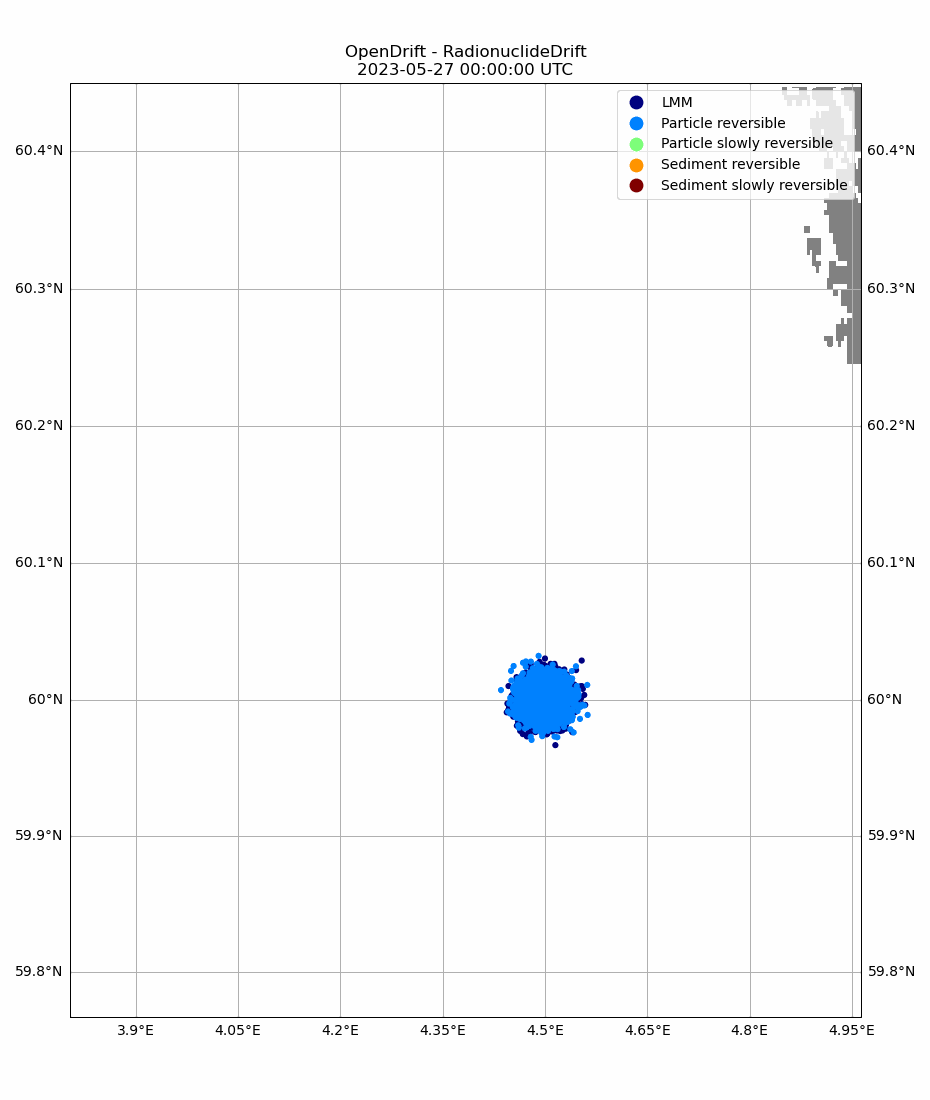 OpenDrift - RadionuclideDrift
2023-05-27 00:00:00 UTC
LMM
Particle reversible
Particle slowly reversible
Sediment reversible
Sediment slowly reversible
60.4°N 60.4°N
60.3°N 60.3°N
60.2°N 60.2°N
60.1°N 60.1°N
60°N 60°N
59.9°N 59.9°N
59.8°N 59.8°N
3.9°E 4.05°E 4.2°E 4.35°E 4.5°E 4.65°E 4.8°E 4.95°E